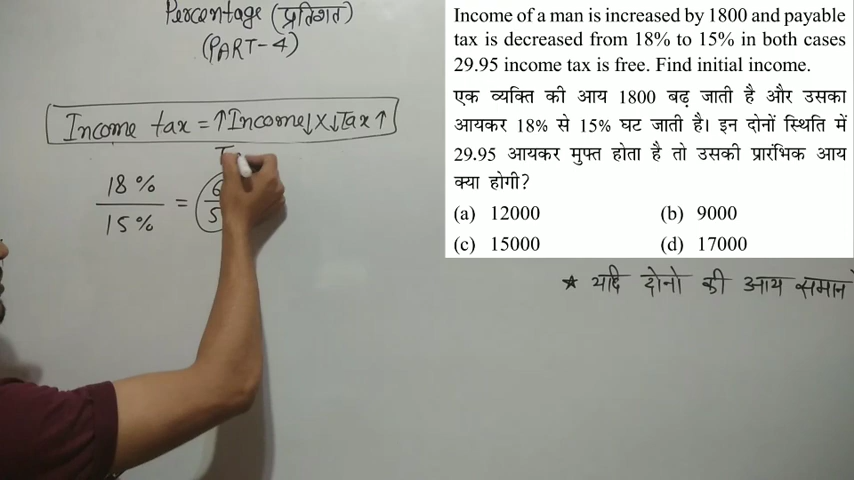 Percentage (प्रतिशत)
(PART-4)
Income tax = ↑Income↓ X ↓Tax↑
18% / 15% = 6 / 5
Income of a man is increased by 1800 and payable
tax is decreased from 18% to 15% in both cases
29.95 income tax is free. Find initial income.
एक व्यक्ति की आय 1800 बढ़ जाती है और उसका
आयकर 18% से 15% घट जाती है। इन दोनों स्थिति में
29.95 आयकर मुफ्त होता है तो उसकी प्रारंभिक आय
क्या होगी?
(a) 12000 (b) 9000
(c) 15000 (d) 17000
★ यदि दोनो की आय समान